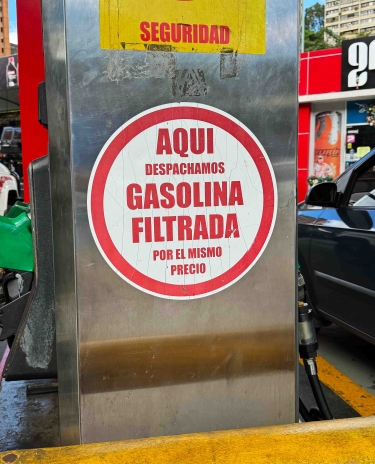 SEGURIDAD
AQUI
DESPACHAMOS
GASOLINA
FILTRADA
POR EL MISMO
PRECIO